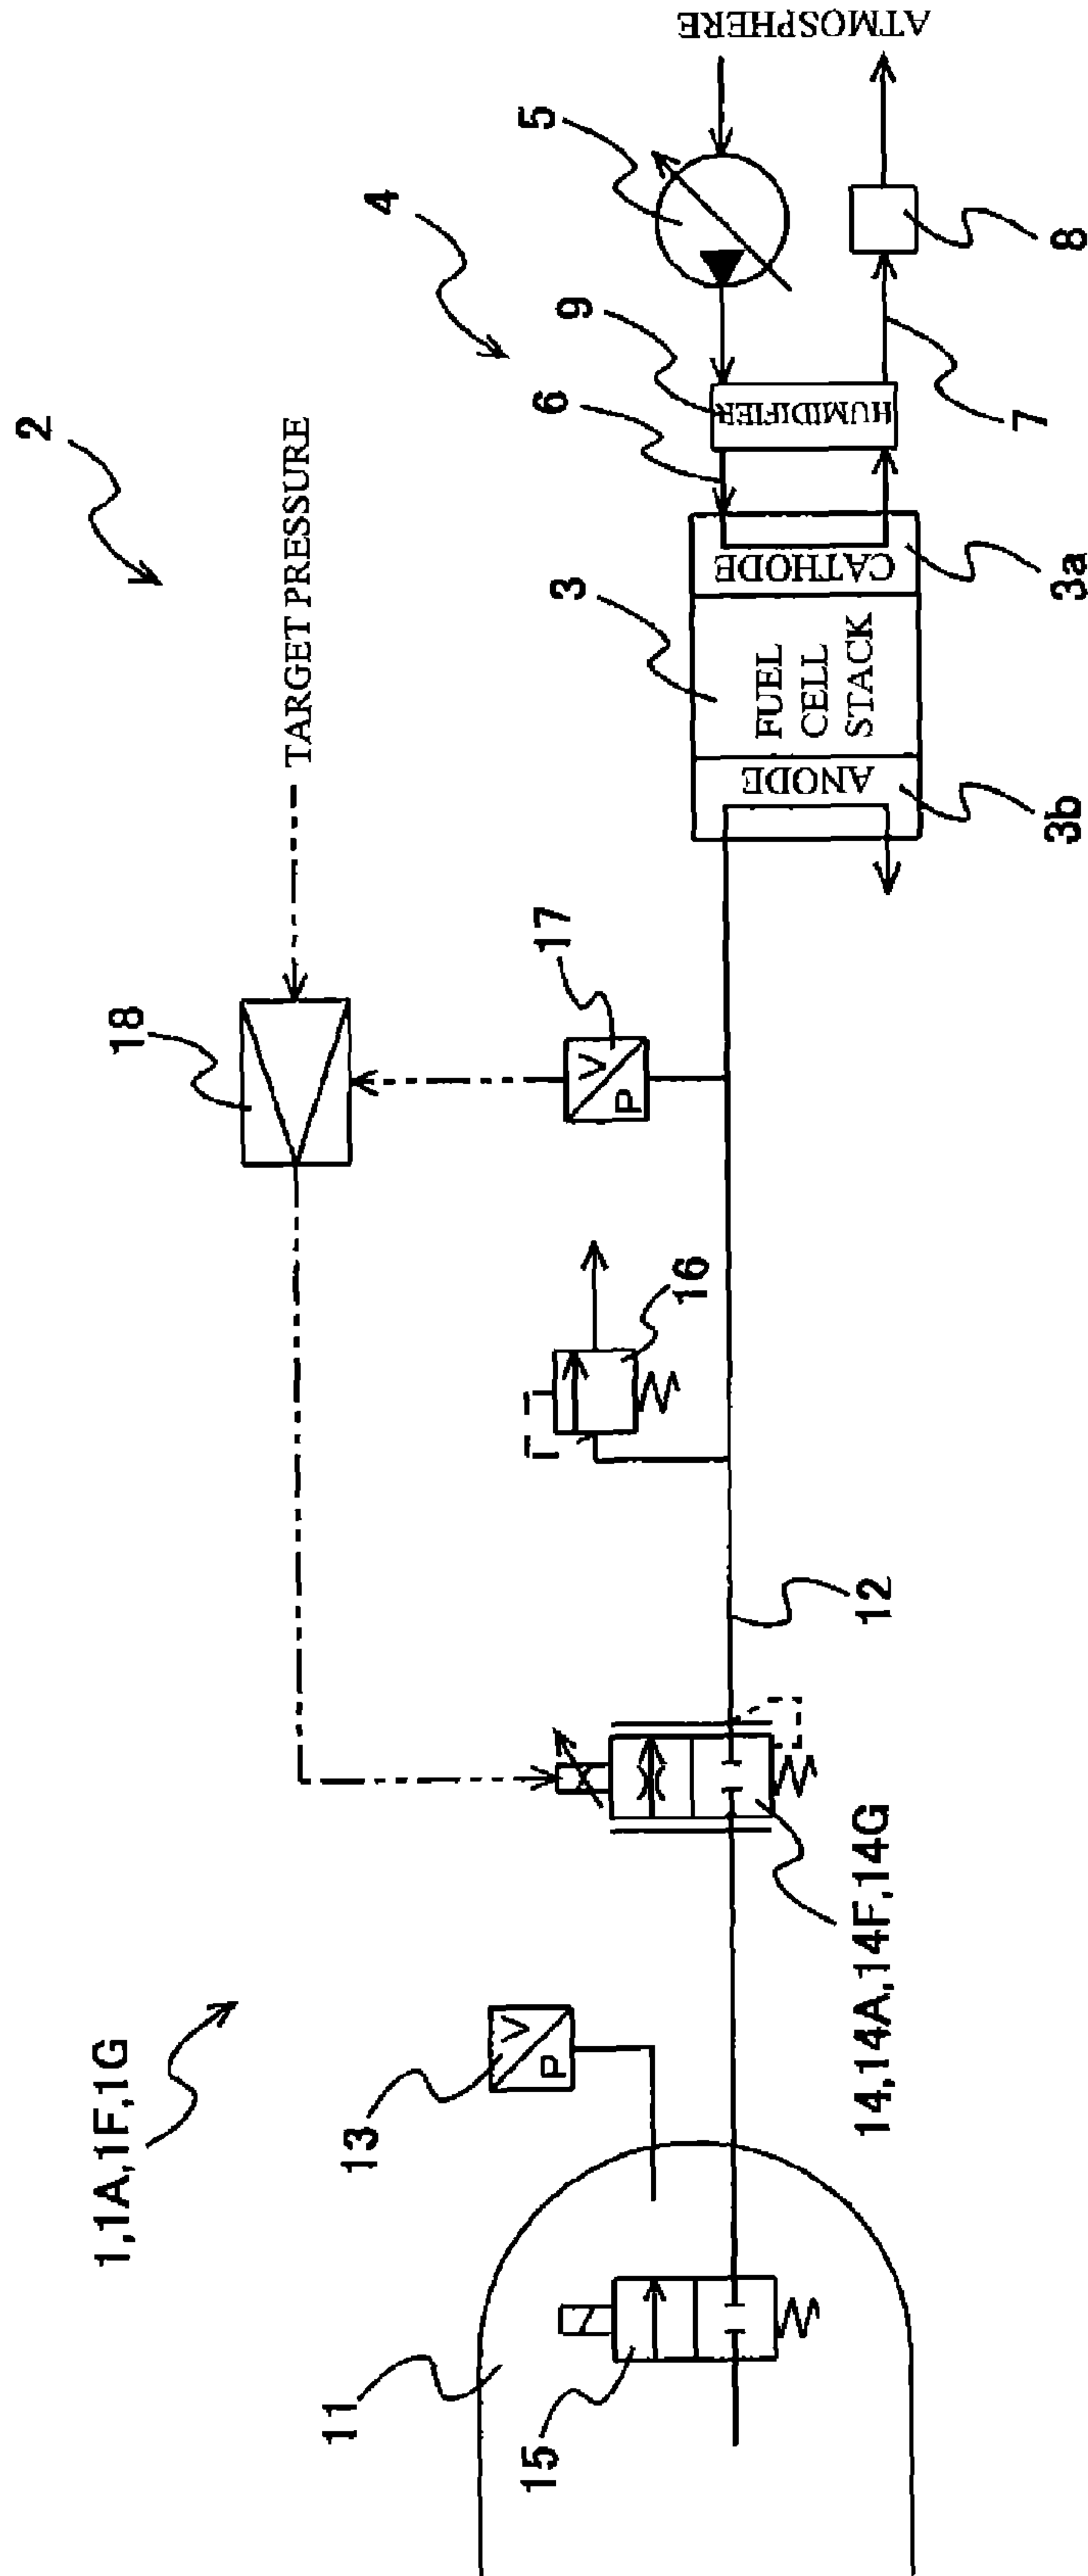 1,1A,1F,1G
2
TARGET PRESSURE
4
18
5
ATMOSPHERE
9
6
HUMIDIFIER
3
CATHODE
FUEL
CELL
STACK
ANODE
3a
3b
7
8
17
V
P
16
13
V
P
12
11
15
14,14A,14F,14G